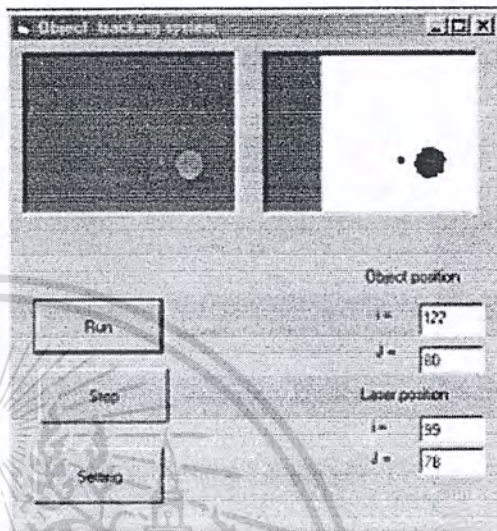 Object tracking system
Object position
Run
i = 122
J = 80
Stop
Laser position
i = 99
J = 78
Setting